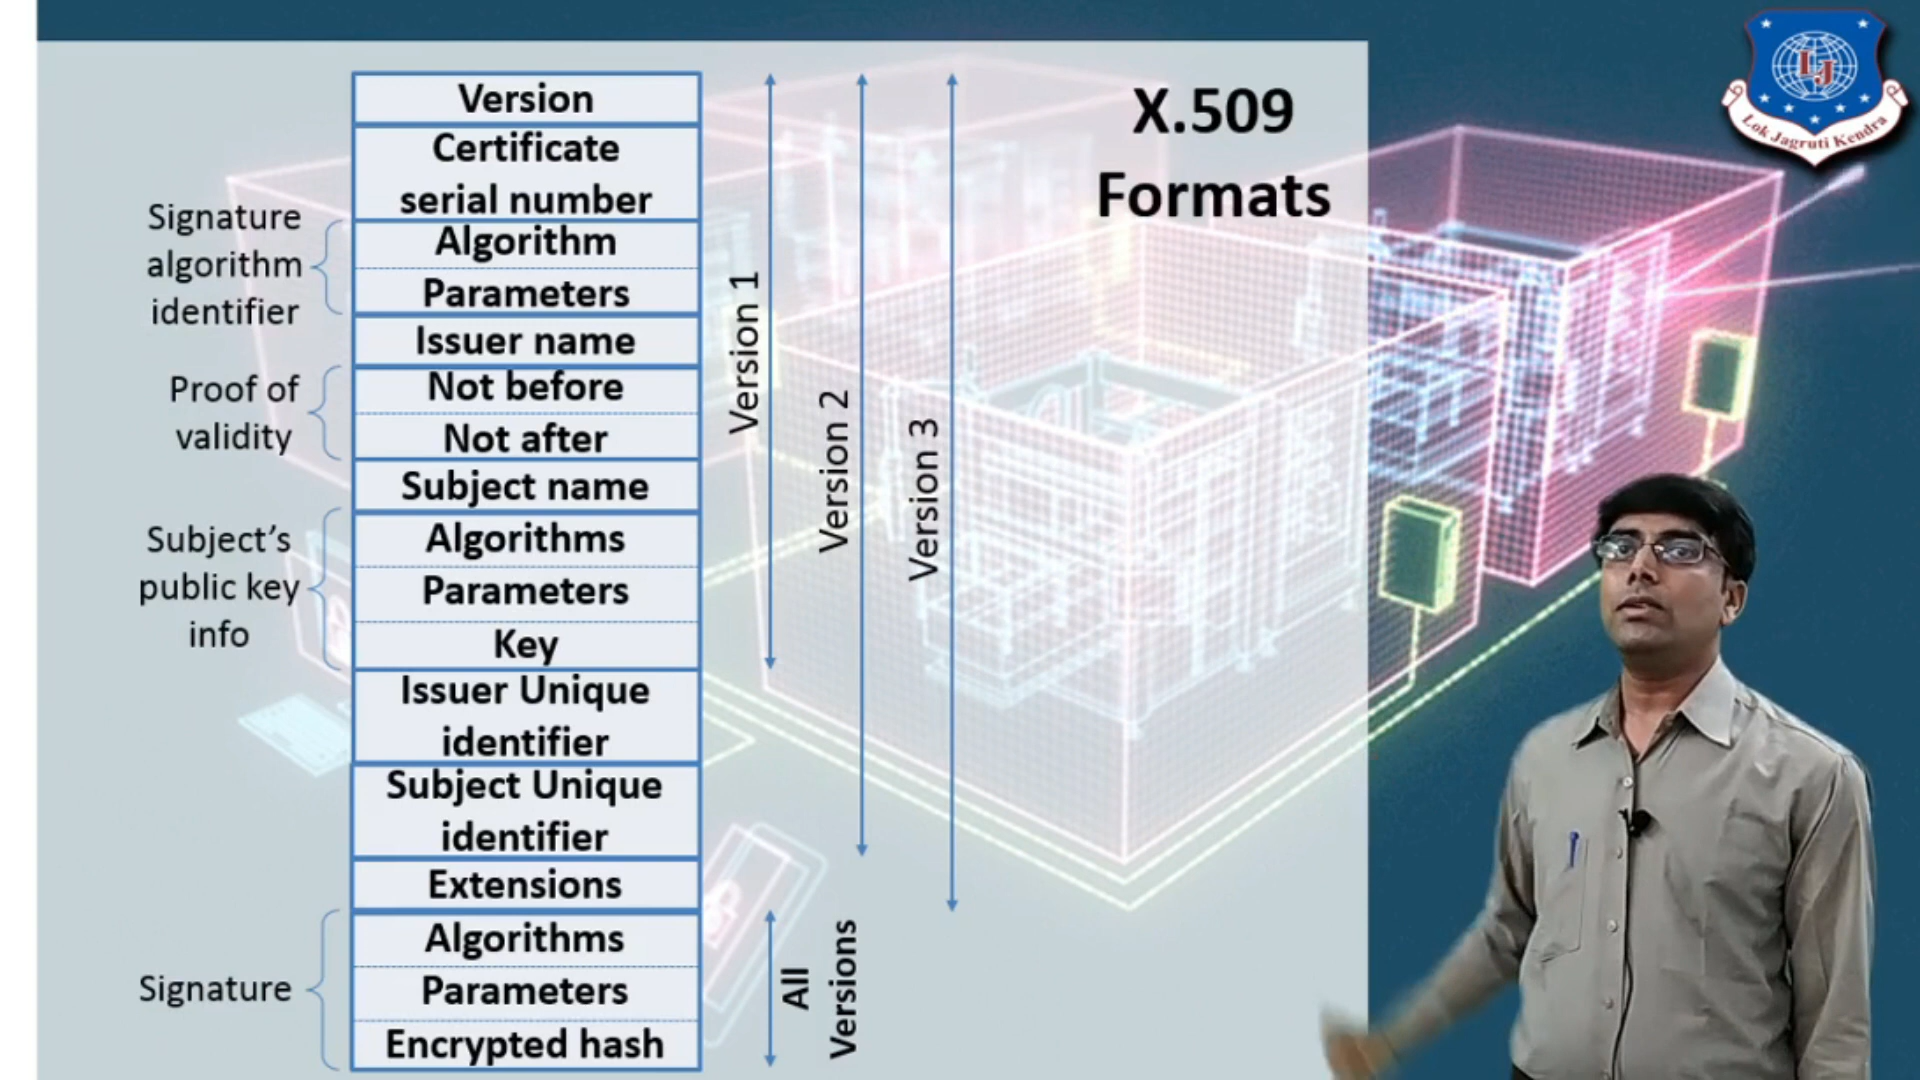 X.509
Formats
Version
Certificate
serial number
Signature
algorithm
identifier
Algorithm
Parameters
Issuer name
Proof of
validity
Not before
Not after
Subject name
Subject’s
public key
info
Algorithms
Parameters
Key
Issuer Unique
identifier
Subject Unique
identifier
Extensions
Signature
Algorithms
Parameters
Encrypted hash
Version 1
Version 2
Version 3
All
Versions
LJ
Lok Jagruti Kendra